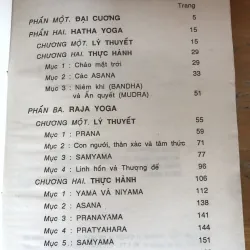 Trang
PHẦN MỘT. ĐẠI CƯƠNG 5
PHẦN HAI. HATHA YOGA 15
CHƯƠNG MỘT. LÝ THUYẾT 15
CHƯƠNG HAI. THỰC HÀNH 29
Mục 1 : Chào mặt trời 29
Mục 2 : Các ASANA 33
Mục 3 : Niêm khí (BANDHA)
và Ấn quyết (MUDRA) 51
PHẦN BA. RAJA YOGA
CHƯƠNG MỘT. LÝ THUYẾT 55
Mục 1 : PRANA 59
Mục 2 : Con người, thân xác và tâm thức 71
Mục 3 : SAMYAMA 77
Mục 4 : Linh hồn và Thượng đế 96
CHƯƠNG HAI. THỰC HÀNH 106
Mục 1 : YAMA VÀ NIYAMA 112
Mục 2 : ASANA 138
Mục 3 : PRANAYAMA 141
Mục 4 : PRATYAHARA 144
Mục 5 : SAMYAMA 151